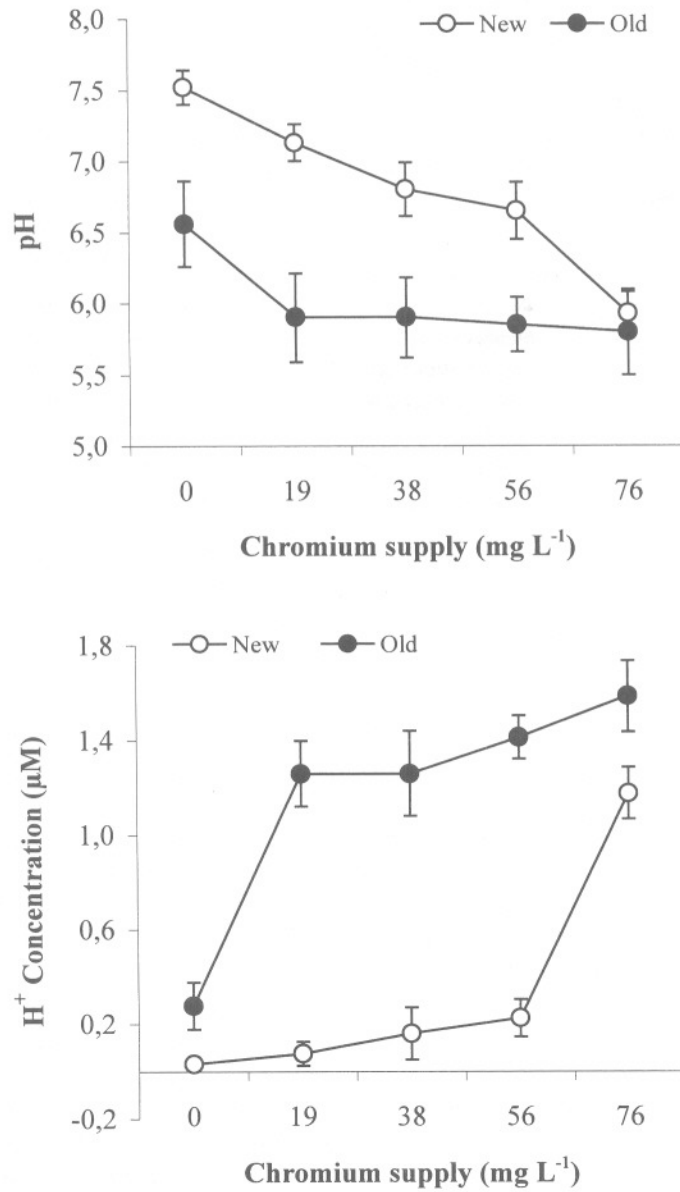 8,0
7,5
7,0
6,5
6,0
5,5
5,0
pH
New Old
0 19 38 56 76
Chromium supply (mg L⁻¹)
1,8
1,4
1,0
0,6
0,2
-0,2
H⁺ Concentration (μM)
New Old
0 19 38 56 76
Chromium supply (mg L⁻¹)